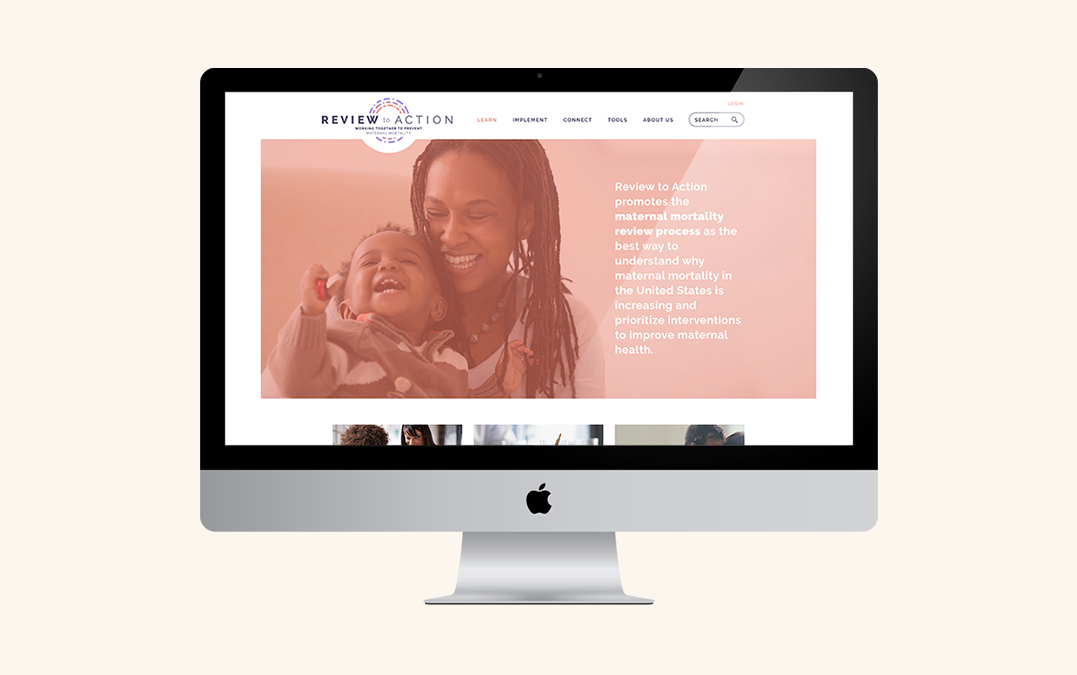 LOGIN
REVIEW to ACTION
WORKING TOGETHER TO PREVENT
MATERNAL MORTALITY
LEARN IMPLEMENT CONNECT TOOLS ABOUT US SEARCH
Review to Action
promotes the
maternal mortality
review process as the
best way to
understand why
maternal mortality in
the United States is
increasing and
prioritize interventions
to improve maternal
health.